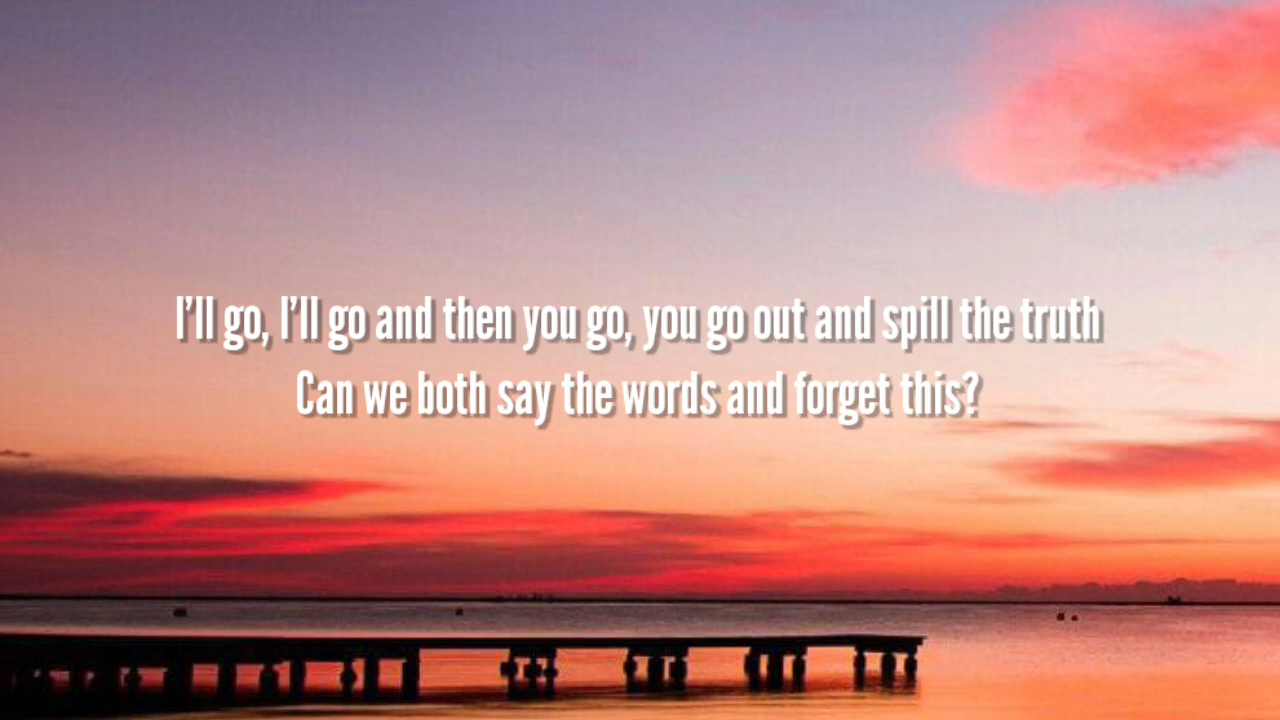 I'll go, I'll go and then you go, you go out and spill the truth
Can we both say the words and forget this?